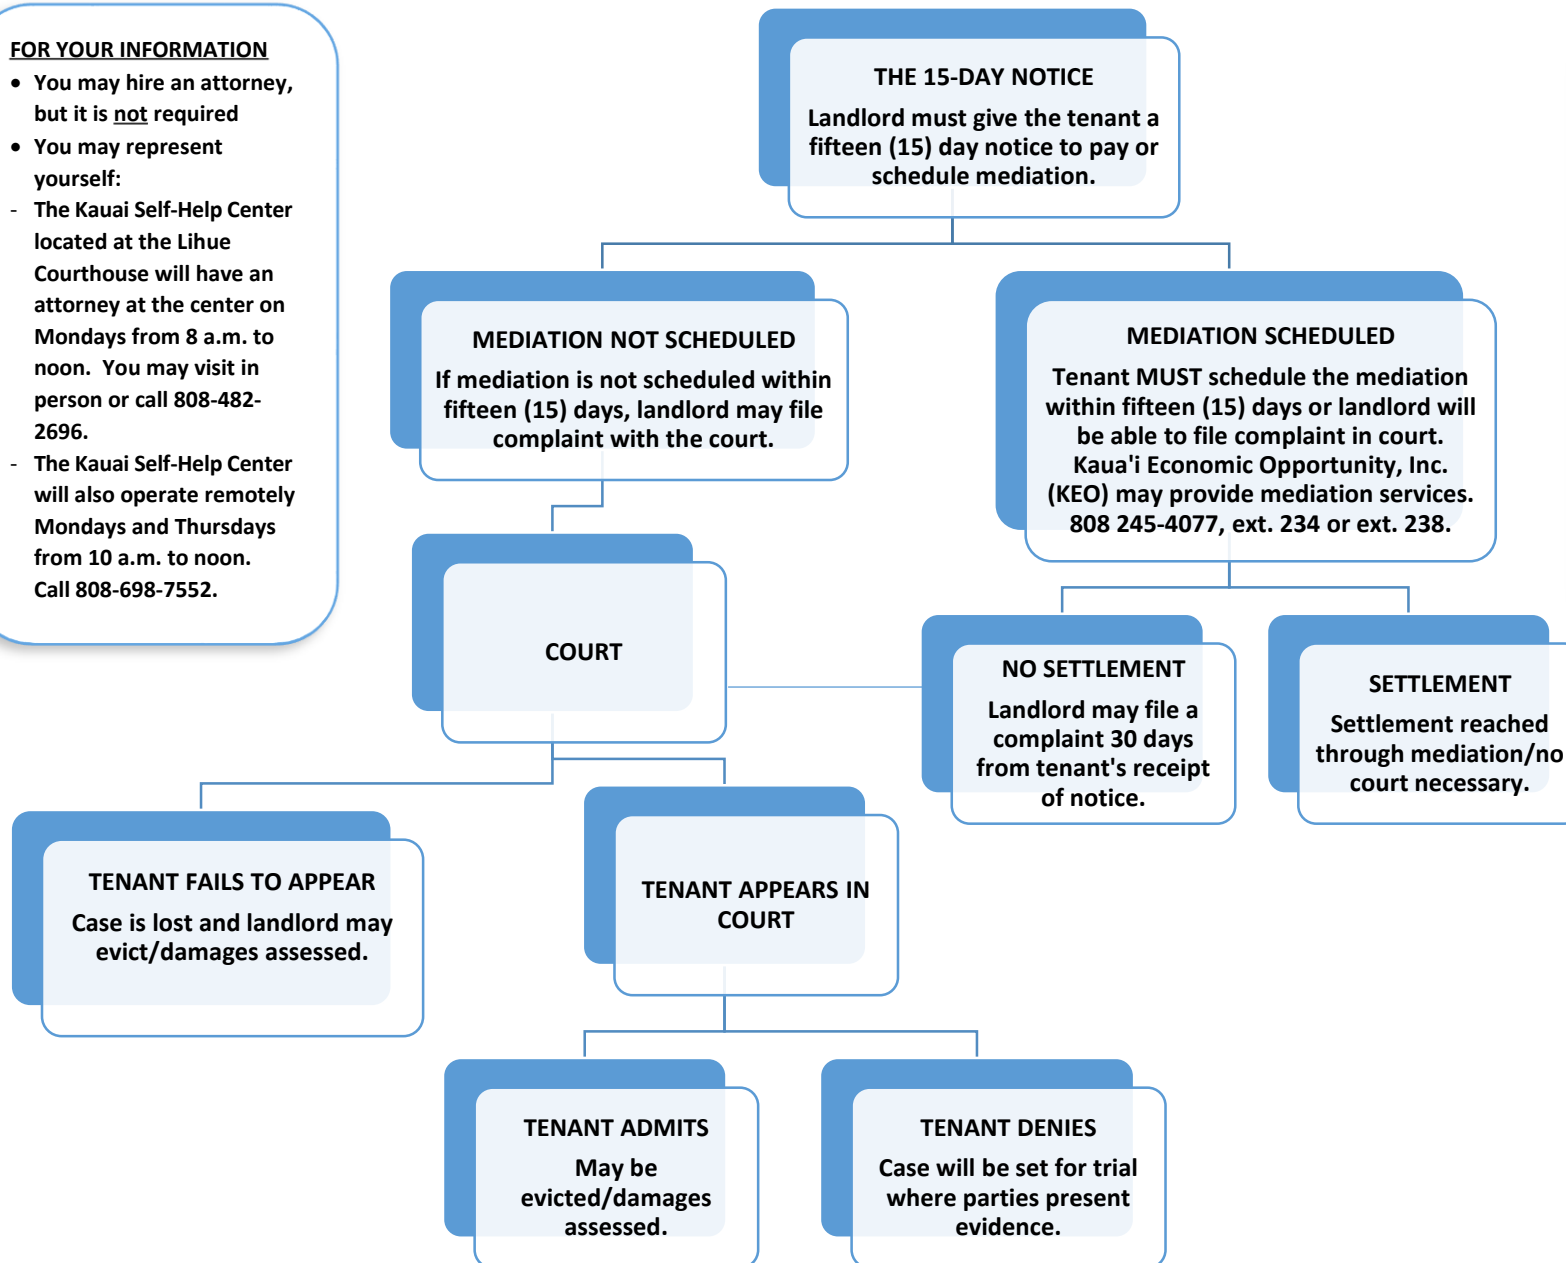 FOR YOUR INFORMATION
• You may hire an attorney,
but it is not required
• You may represent
yourself:
- The Kauai Self-Help Center
located at the Lihue
Courthouse will have an
attorney at the center on
Mondays from 8 a.m. to
noon.  You may visit in
person or call 808-482-
2696.
- The Kauai Self-Help Center
will also operate remotely
Mondays and Thursdays
from 10 a.m. to noon.
Call 808-698-7552.
THE 15-DAY NOTICE
Landlord must give the tenant a
fifteen (15) day notice to pay or
schedule mediation.
MEDIATION NOT SCHEDULED
If mediation is not scheduled within
fifteen (15) days, landlord may file
complaint with the court.
MEDIATION SCHEDULED
Tenant MUST schedule the mediation
within fifteen (15) days or landlord will
be able to file complaint in court.
Kaua'i Economic Opportunity, Inc.
(KEO) may provide mediation services.
808 245-4077, ext. 234 or ext. 238.
COURT
NO SETTLEMENT
Landlord may file a
complaint 30 days
from tenant's receipt
of notice.
SETTLEMENT
Settlement reached
through mediation/no
court necessary.
TENANT FAILS TO APPEAR
Case is lost and landlord may
evict/damages assessed.
TENANT APPEARS IN
COURT
TENANT ADMITS
May be
evicted/damages
assessed.
TENANT DENIES
Case will be set for trial
where parties present
evidence.